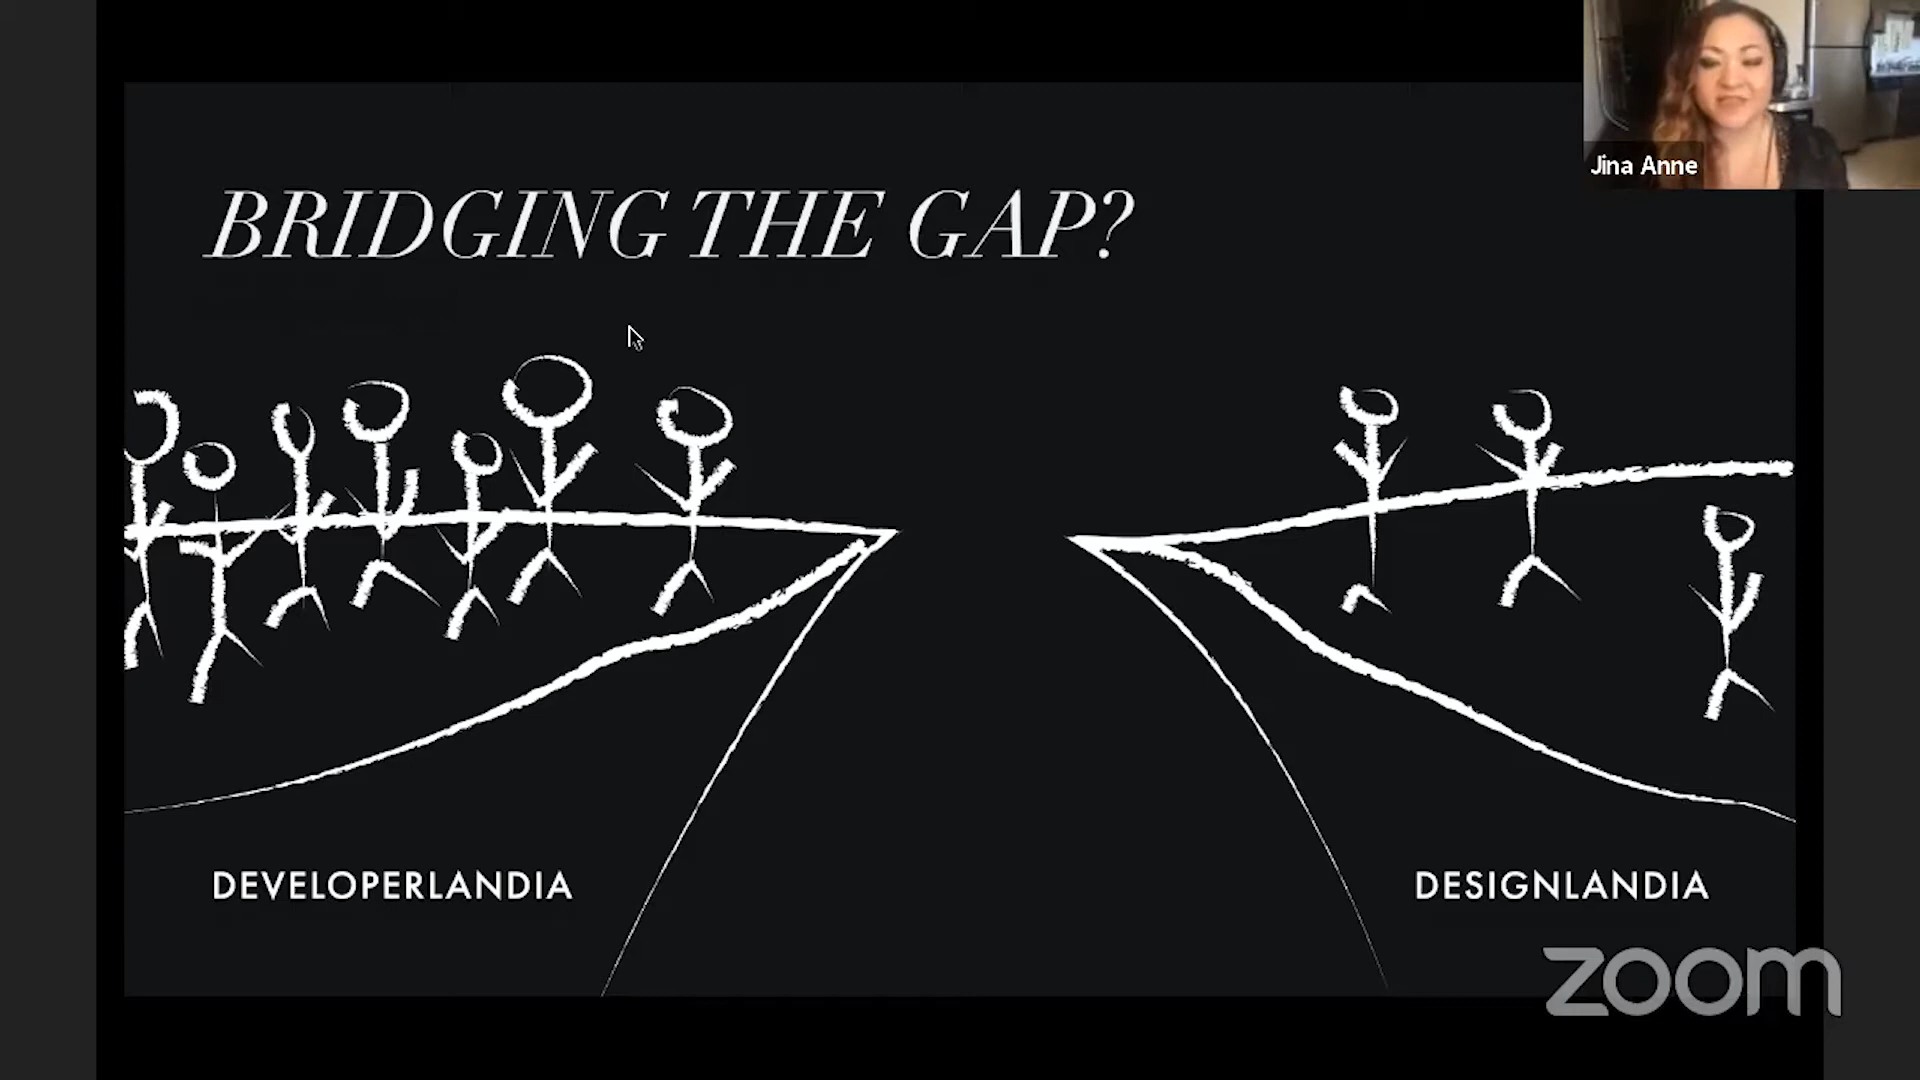 Jina Anne
BRIDGING THE GAP?
DEVELOPERLANDIA
DESIGNLANDIA
zoom